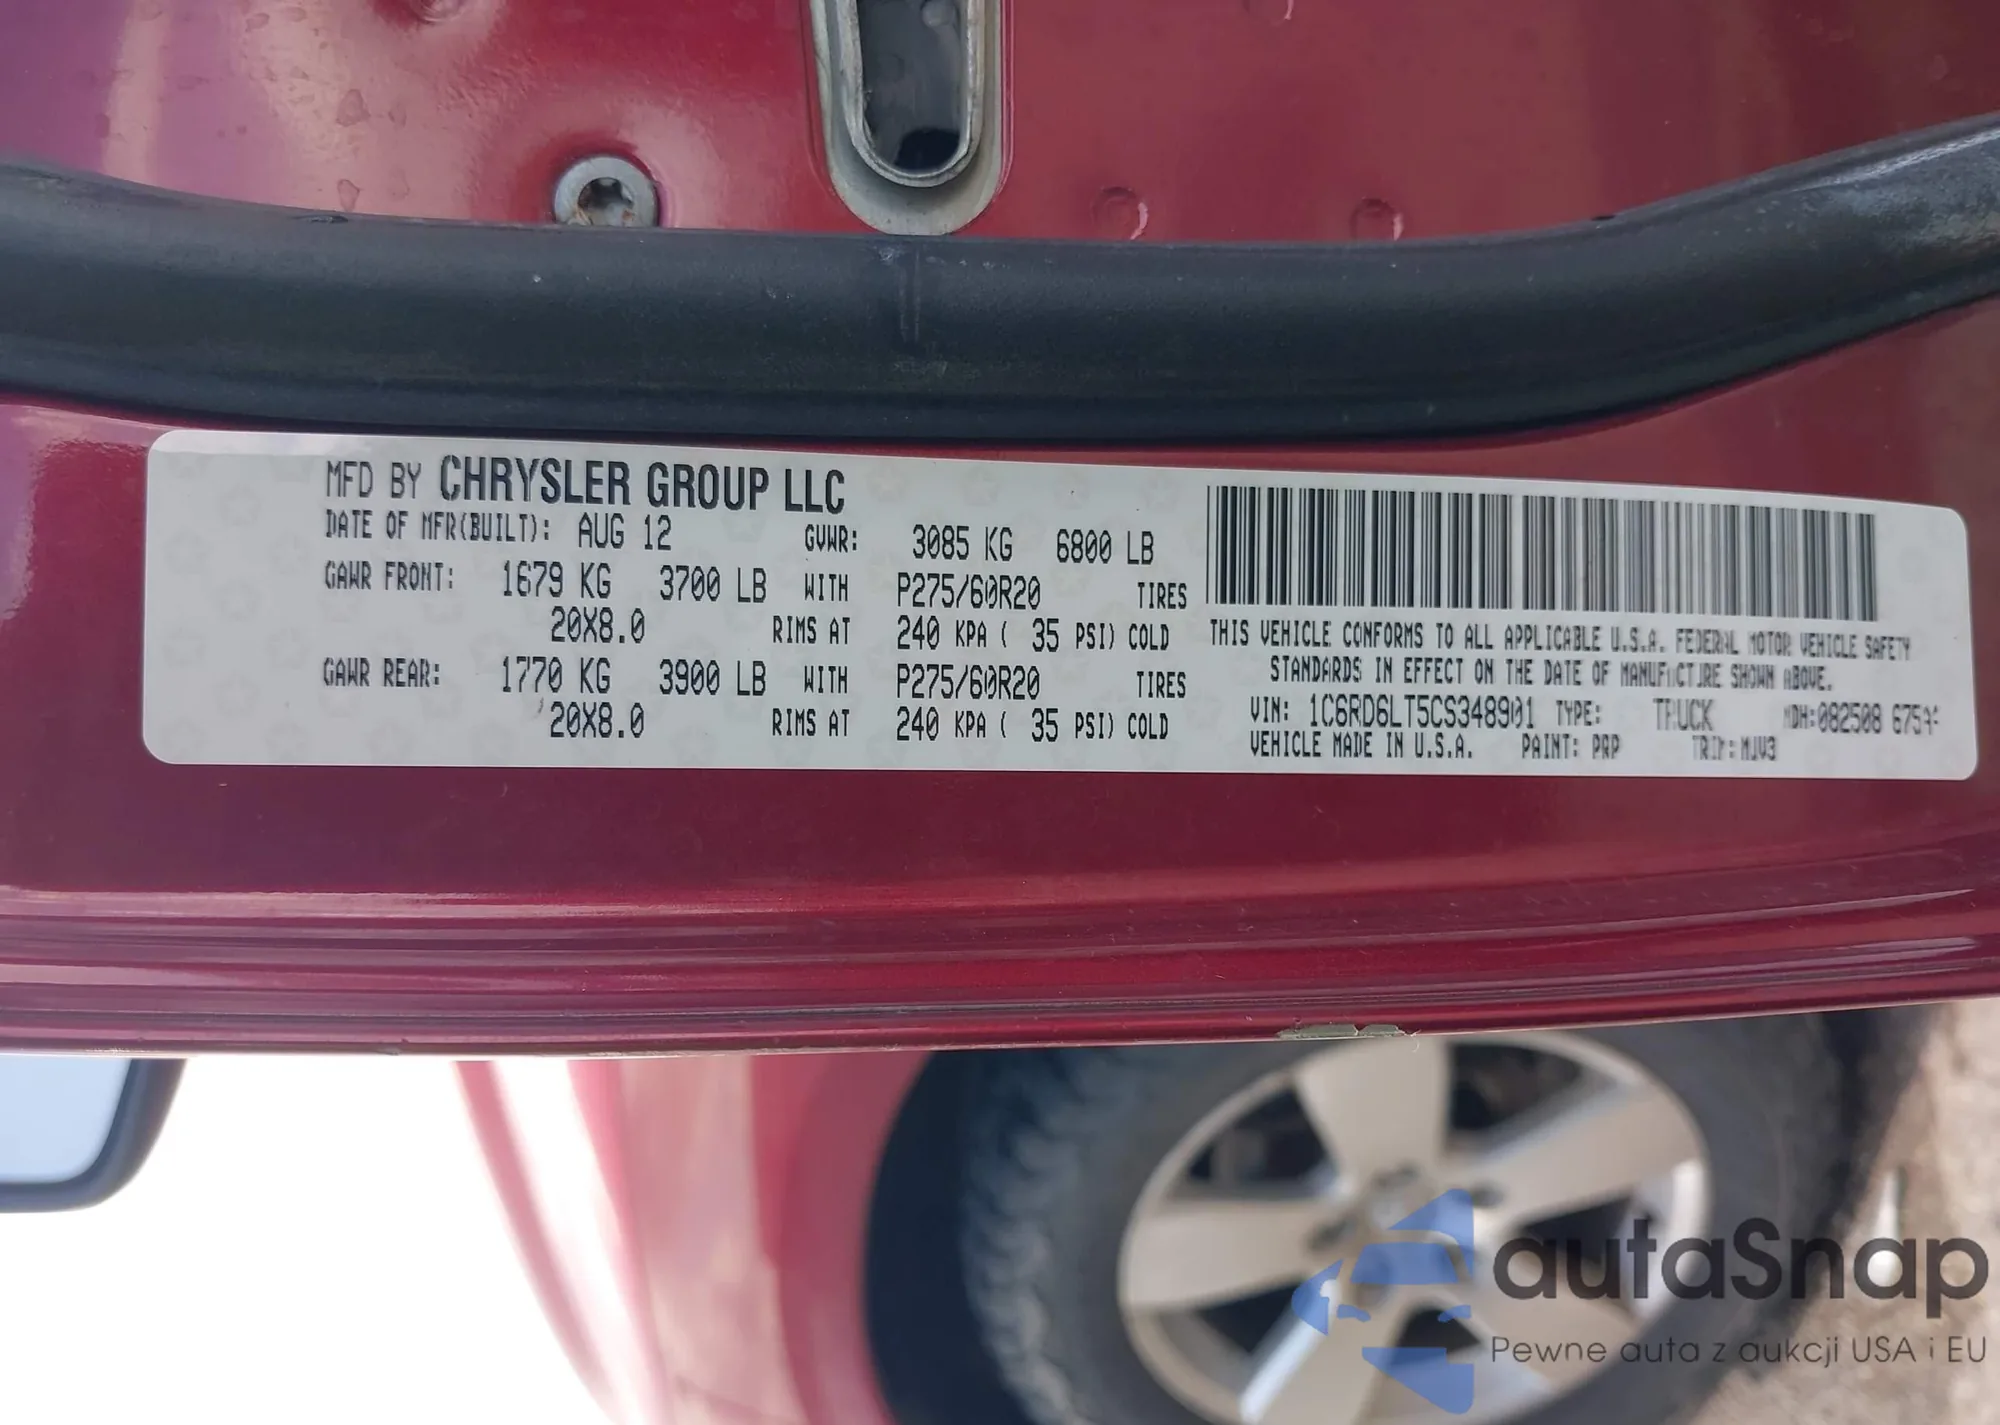 MFD BY CHRYSLER GROUP LLC
DATE OF MFR(BUILT): AUG 12 GVWR: 3085 KG 6800 LB
GAWR FRONT: 1679 KG 3700 LB WITH P275/60R20 TIRES
20X8.0 RIMS AT 240 KPA ( 35 PSI) COLD
GAWR REAR: 1770 KG 3900 LB WITH P275/60R20 TIRES
20X8.0 RIMS AT 240 KPA ( 35 PSI) COLD
THIS VEHICLE CONFORMS TO ALL APPLICABLE U.S.A. FEDERAL MOTOR VEHICLE SAFETY
STANDARDS IN EFFECT ON THE DATE OF MANUFACTURE SHOWN ABOVE.
VIN: 1C6RD6LT5CS348901 TYPE: TRUCK MDH:082508
VEHICLE MADE IN U.S.A. PAINT: PRP TRIM: MJV3
autaSnap
Pewne auta z aukcji USA i EU